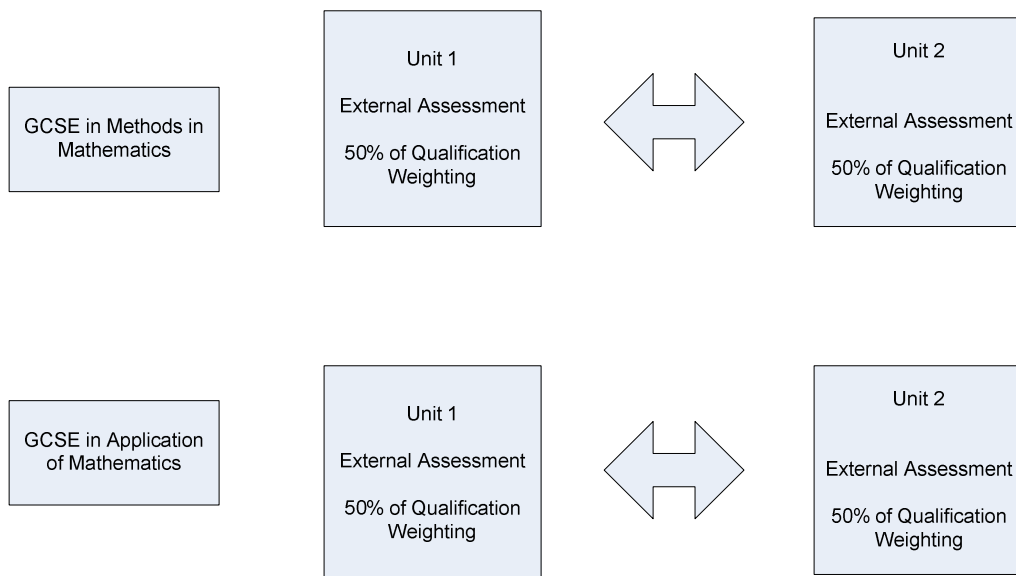 GCSE in Methods in
Mathematics
Unit 1
External Assessment
50% of Qualification
Weighting
Unit 2
External Assessment
50% of Qualification
Weighting
GCSE in Application
of Mathematics
Unit 1
External Assessment
50% of Qualification
Weighting
Unit 2
External Assessment
50% of Qualification
Weighting